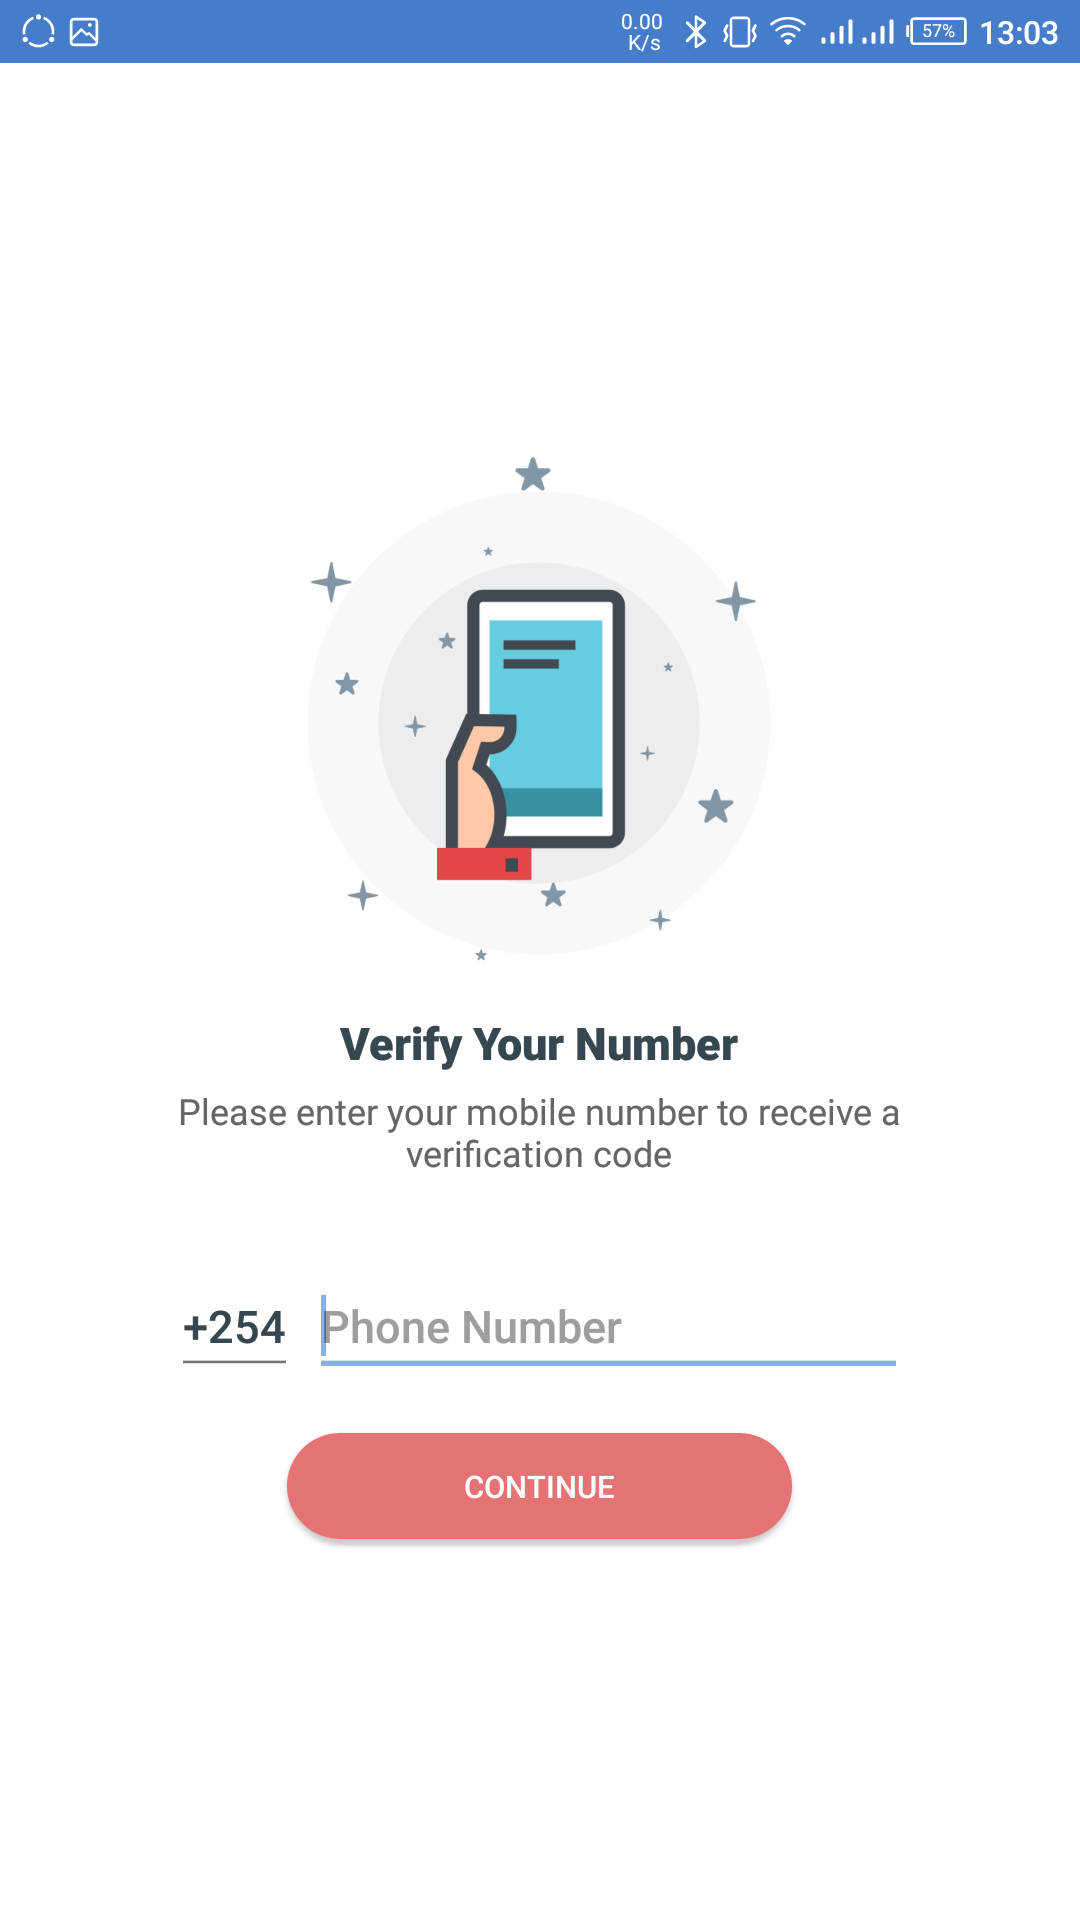 0.00
K/s
57%
13:03
Verify Your Number
Please enter your mobile number to receive a
verification code
+254
Phone Number
CONTINUE